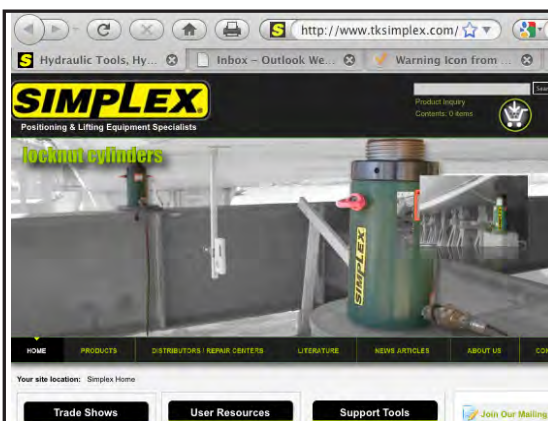 http://www.tksimplex.com/
S Hydraulic Tools, Hy...
Inbox – Outlook We...
Warning Icon from ...
SIMPLEX
Positioning & Lifting Equipment Specialists
Product Inquiry
Contents: 0 items
locknut cylinders
SIMPLEX
HOME PRODUCTS DISTRIBUTORS / REPAIR CENTERS LITERATURE NEWS ARTICLES ABOUT US
Your site location: Simplex Home
Trade Shows
User Resources
Support Tools
Join Our Mailing